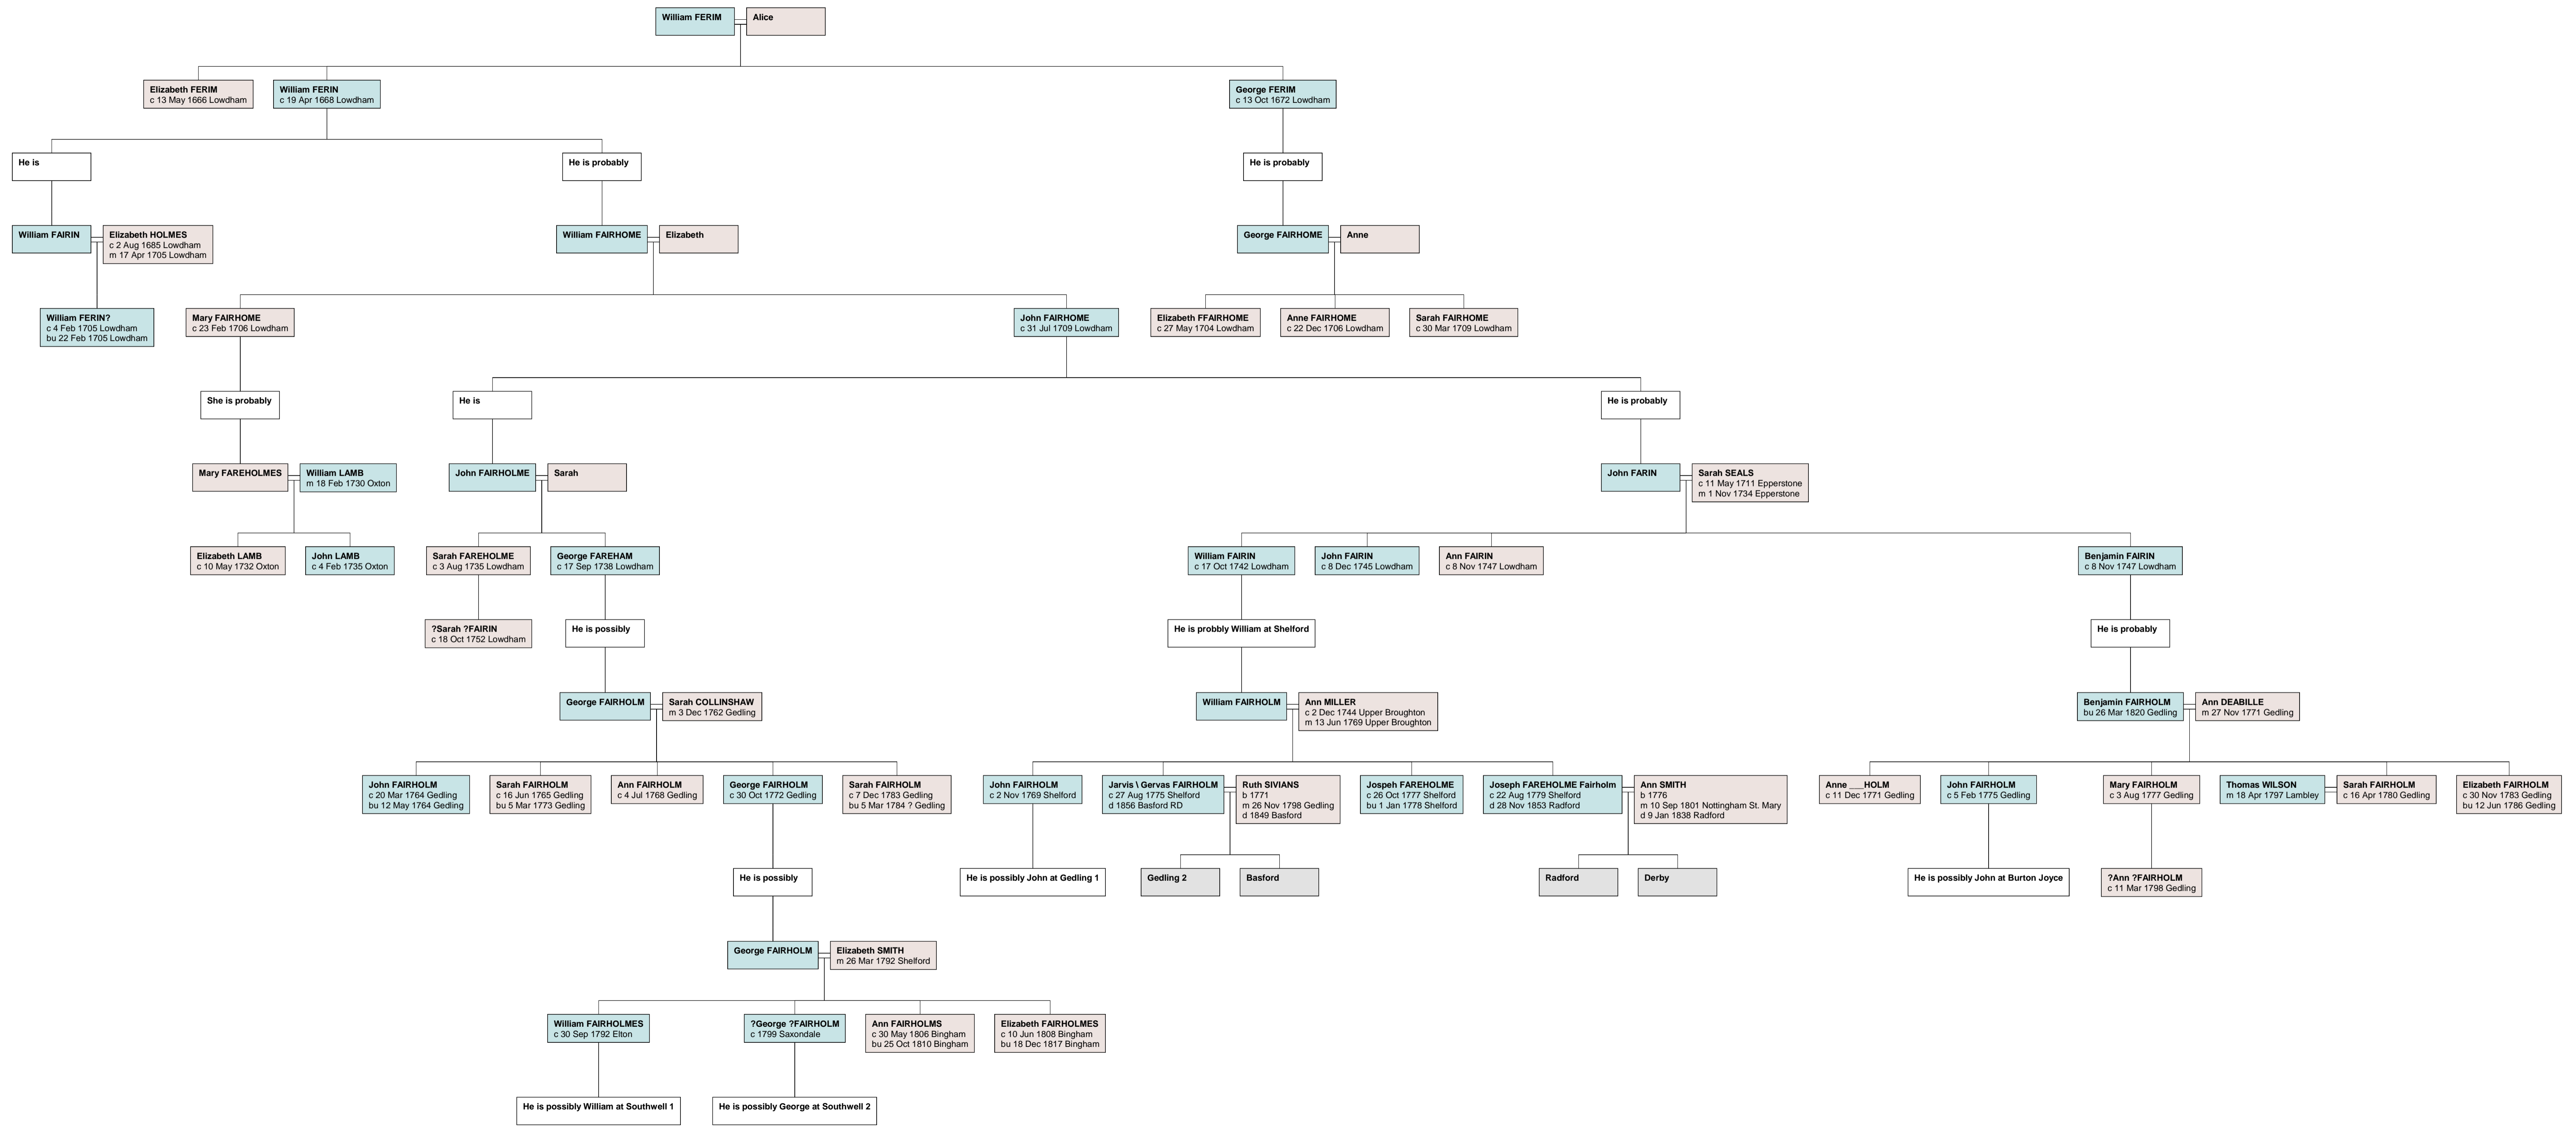 William FERIM
Alice
Elizabeth FERIM
c 13 May 1666 Lowdham
William FERIN
c 19 Apr 1668 Lowdham
George FERIM
c 13 Oct 1672 Lowdham
He is
He is probably
He is probably
William FAIRIN
Elizabeth HOLMES
c 2 Aug 1685 Lowdham
m 17 Apr 1705 Lowdham
William FAIRHOME
Elizabeth
George FAIRHOME
Anne
William FERIN?
c 4 Feb 1705 Lowdham
bu 22 Feb 1705 Lowdham
Mary FAIRHOME
c 23 Feb 1706 Lowdham
John FAIRHOME
c 31 Jul 1709 Lowdham
Elizabeth FFAIRHOME
c 27 May 1704 Lowdham
Anne FAIRHOME
c 22 Dec 1706 Lowdham
Sarah FAIRHOME
c 30 Mar 1709 Lowdham
She is probably
He is
He is probably
Mary FAREHOLMES
William LAMB
m 18 Feb 1730 Oxton
John FAIRHOLME
Sarah
John FARIN
Sarah SEALS
c 11 May 1711 Epperstone
m 1 Nov 1734 Epperstone
Elizabeth LAMB
c 10 May 1732 Oxton
John LAMB
c 4 Feb 1735 Oxton
Sarah FAREHOLME
c 3 Aug 1735 Lowdham
George FAREHAM
c 17 Sep 1738 Lowdham
William FAIRIN
c 17 Oct 1742 Lowdham
John FAIRIN
c 8 Dec 1745 Lowdham
Ann FAIRIN
c 8 Nov 1747 Lowdham
Benjamin FAIRIN
c 8 Nov 1747 Lowdham
?Sarah ?FAIRIN
c 18 Oct 1752 Lowdham
He is possibly
He is probbly William at Shelford
He is probably
George FAIRHOLM
Sarah COLLINSHAW
m 3 Dec 1762 Gedling
William FAIRHOLM
Ann MILLER
c 2 Dec 1744 Upper Broughton
m 13 Jun 1769 Upper Broughton
Benjamin FAIRHOLM
bu 26 Mar 1820 Gedling
Ann DEABILLE
m 27 Nov 1771 Gedling
John FAIRHOLM
c 20 Mar 1764 Gedling
bu 12 May 1764 Gedling
Sarah FAIRHOLM
c 16 Jun 1765 Gedling
bu 5 Mar 1773 Gedling
Ann FAIRHOLM
c 4 Jul 1768 Gedling
George FAIRHOLM
c 30 Oct 1772 Gedling
Sarah FAIRHOLM
c 7 Dec 1783 Gedling
bu 5 Mar 1784 ? Gedling
John FAIRHOLM
c 2 Nov 1769 Shelford
Jarvis \ Gervas FAIRHOLM
c 27 Aug 1775 Shelford
d 1856 Basford RD
Ruth SIVIANS
b 1771
m 26 Nov 1798 Gedling
d 1849 Basford
Jospeh FAREHOLME
c 26 Oct 1777 Shelford
bu 1 Jan 1778 Shelford
Joseph FAREHOLME Fairholm
c 22 Aug 1779 Shelford
d 28 Nov 1853 Radford
Ann SMITH
b 1776
m 10 Sep 1801 Nottingham St. Mary
d 9 Jan 1838 Radford
Anne ___HOLM
c 11 Dec 1771 Gedling
John FAIRHOLM
c 5 Feb 1775 Gedling
Mary FAIRHOLM
c 3 Aug 1777 Gedling
Thomas WILSON
m 18 Apr 1797 Lambley
Sarah FAIRHOLM
c 16 Apr 1780 Gedling
Elizabeth FAIRHOLM
c 30 Nov 1783 Gedling
bu 12 Jun 1786 Gedling
He is possibly
He is possibly John at Gedling 1
Gedling 2
Basford
Radford
Derby
He is possibly John at Burton Joyce
?Ann ?FAIRHOLM
c 11 Mar 1798 Gedling
George FAIRHOLM
Elizabeth SMITH
m 26 Mar 1792 Shelford
William FAIRHOLMES
c 30 Sep 1792 Elton
?George ?FAIRHOLM
c 1799 Saxondale
Ann FAIRHOLMS
c 30 May 1806 Bingham
bu 25 Oct 1810 Bingham
Elizabeth FAIRHOLMES
c 10 Jun 1808 Bingham
bu 18 Dec 1817 Bingham
He is possibly William at Southwell 1
He is possibly George at Southwell 2